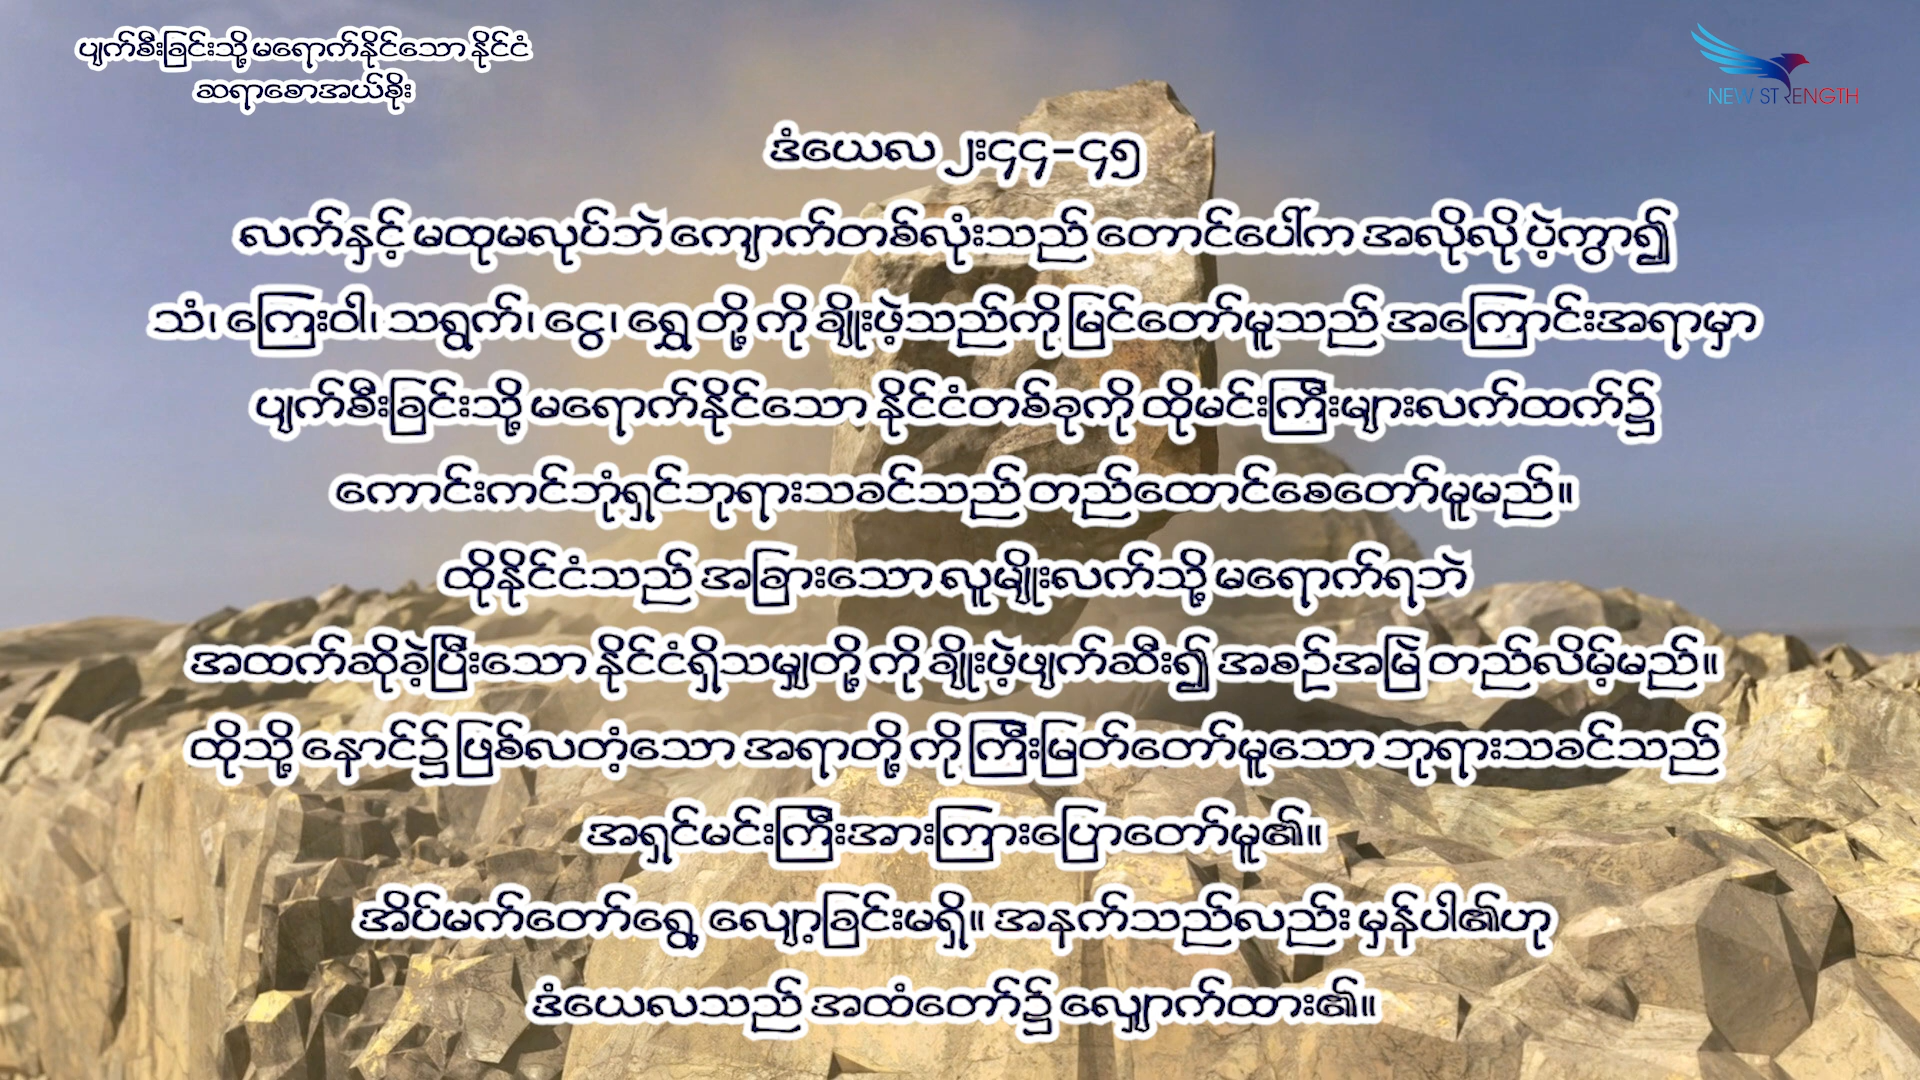 ပျက်စီးခြင်းသို့ မရောက်နိုင်သော နိုင်ငံ
ဆရာစောအယ်ခိုး
NEW STRENGTH
ဒံယေလ ၂း၄၄-၄၅
လက်နှင့် မထုမလုပ်ဘဲ ကျောက်တစ်လုံးသည် တောင်ပေါ်က အလိုလို ပဲ့ကွာ၍
သံ၊ ကြေးဝါ၊ သရွက်၊ ငွေ၊ ရွှေ တို့ ကို ချိုးဖဲ့သည်ကို မြင်တော်မူသည် အကြောင်းအရာမှာ
ပျက်စီးခြင်းသို့ မရောက်နိုင်သော နိုင်ငံတစ်ခုကို ထိုမင်းကြီးများလက်ထက်၌
ကောင်းကင်ဘုံရှင်ဘုရားသခင်သည် တည်ထောင်စေတော်မူမည်။
ထိုနိုင်ငံသည် အခြားသော လူမျိုးလက်သို့ မရောက်ရဘဲ
အထက်ဆိုခဲ့ပြီးသော နိုင်ငံရှိသမျှတို့ ကို ချိုးဖဲ့ဖျက်ဆီး၍ အစဉ်အမြဲ တည်လိမ့်မည်။
ထိုသို့ နောင်၌ ဖြစ်လတံ့သော အရာတို့ ကို ကြီးမြတ်တော်မူသော ဘုရားသခင်သည်
အရှင်မင်းကြီးအားကြားပြောတော်မူ၏။
အိပ်မက်တော်ရွေ့ လျော့ခြင်းမရှိ။ အနက်သည်လည်း မှန်ပါ၏ဟု
ဒံယေလသည် အထံတော်၌ လျှောက်ထား၏။